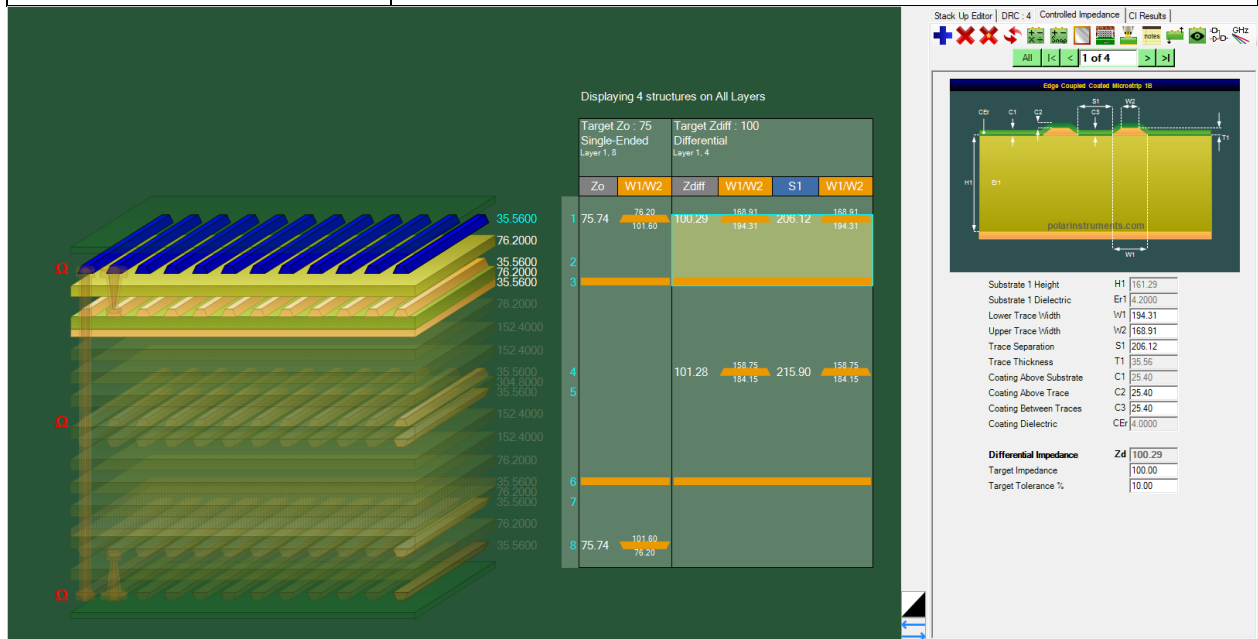 Stack Up Editor DRC : 4 Controlled Impedance CI Results
notes GHz
All |< < 1 of 4 > >|
Edge Coupled Coated Microstrip 1B
CEr C1 C2 S1 C3 W2
T1
H1 Er1
polarinstruments.com
W1
Substrate 1 Height H1 161.29
Substrate 1 Dielectric Er1 4.2000
Lower Trace Width W1 194.31
Upper Trace Width W2 168.91
Trace Separation S1 206.12
Trace Thickness T1 35.56
Coating Above Substrate C1 25.40
Coating Above Trace C2 25.40
Coating Between Traces C3 25.40
Coating Dielectric CEr 4.0000
Differential Impedance Zd 100.29
Target Impedance 100.00
Target Tolerance % 10.00
Displaying 4 structures on All Layers
Target Zo : 75 Target Zdiff : 100
Single-Ended Differential
Layer 1, 8 Layer 1, 4
Zo W1/W2 Zdiff W1/W2 S1 W1/W2
1 75.74 76.20 101.60 100.29 168.91 194.31 206.12 168.91 194.31
2
3
4 101.28 158.75 184.15 215.90 158.75 184.15
5
6
7
8 75.74 101.60 76.20
35.5600
76.2000
35.5600
76.2000
35.5600
76.2000
152.4000
152.4000
35.5600
304.8000
35.5600
152.4000
152.4000
76.2000
35.5600
76.2000
35.5600
76.2000
35.5600
Ω
Ω
Ω